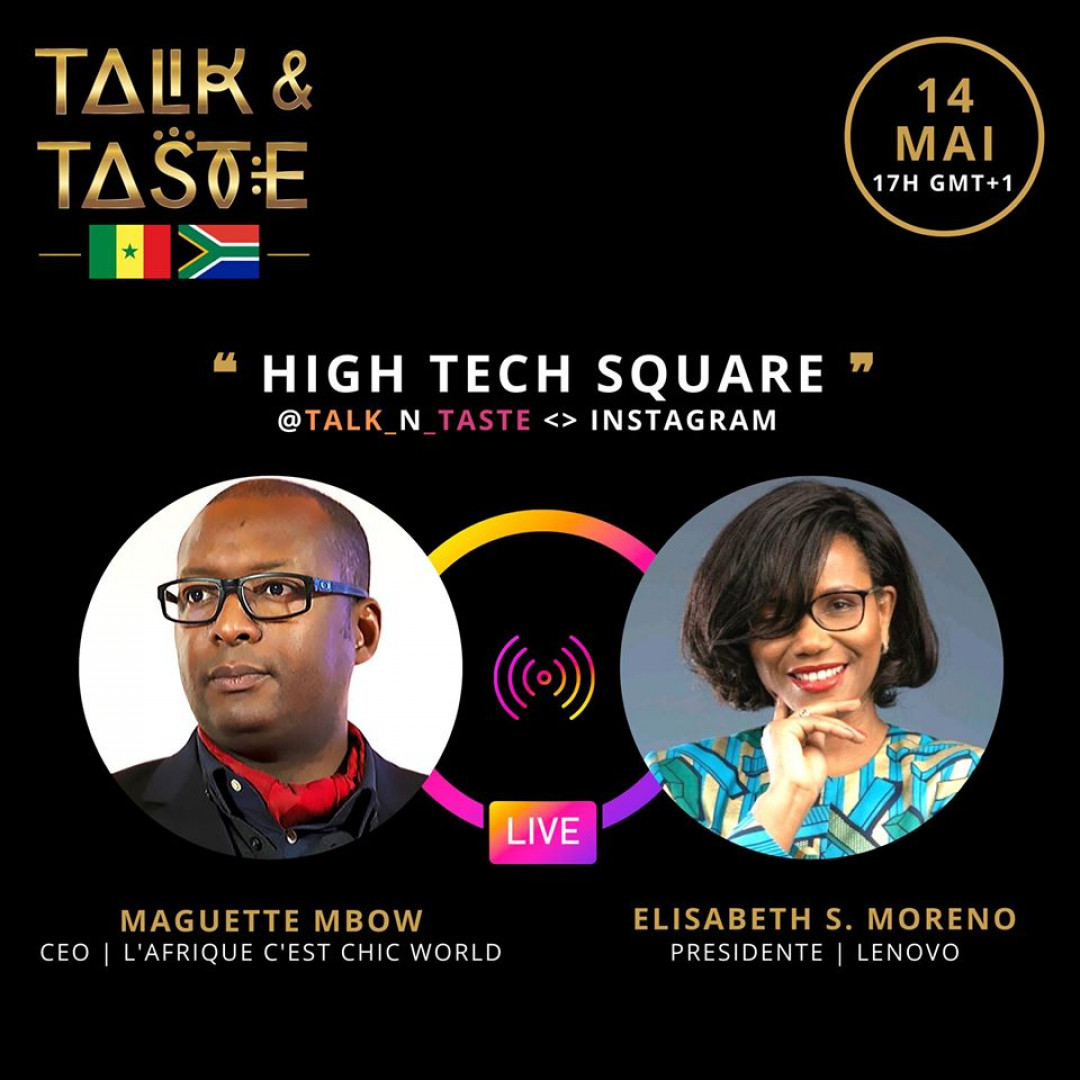 TALK &
TASTE
14
MAI
17H GMT+1
❝ HIGH TECH SQUARE ❞
@TALK_N_TASTE <> INSTAGRAM
LIVE
MAGUETTE MBOW
CEO | L'AFRIQUE C'EST CHIC WORLD
ELISABETH S. MORENO
PRESIDENTE | LENOVO